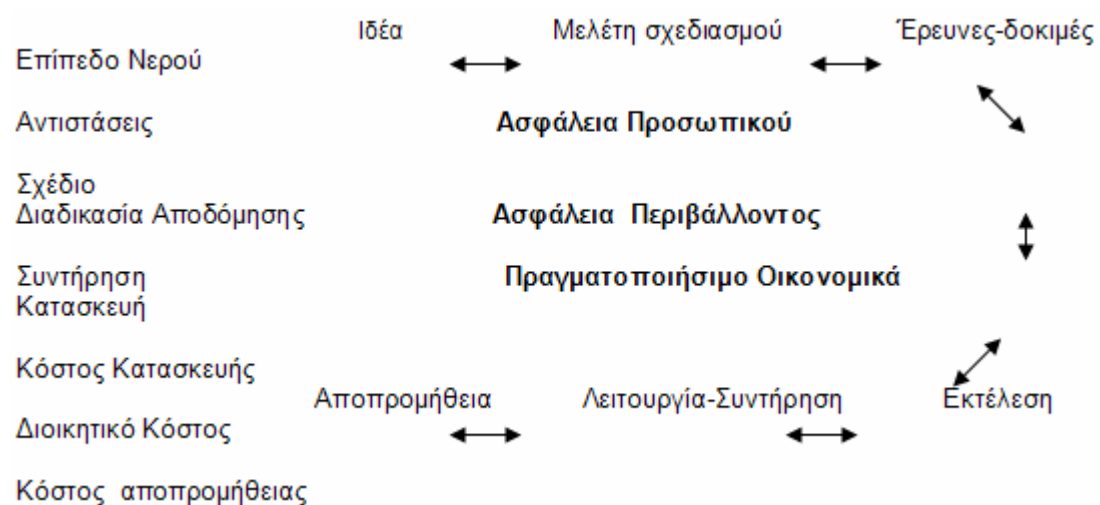 Ιδέα Μελέτη σχεδιασμού Έρευνες-δοκιμές
Επίπεδο Νερού
Αντιστάσεις Ασφάλεια Προσωπικού
Σχέδιο
Διαδικασία Αποδόμησης Ασφάλεια Περιβάλλοντος
Συντήρηση Πραγματοποιήσιμο Οικονομικά
Κατασκευή
Κόστος Κατασκευής
Αποπρομήθεια Λειτουργία-Συντήρηση Εκτέλεση
Διοικητικό Κόστος
Κόστος αποπρομήθειας